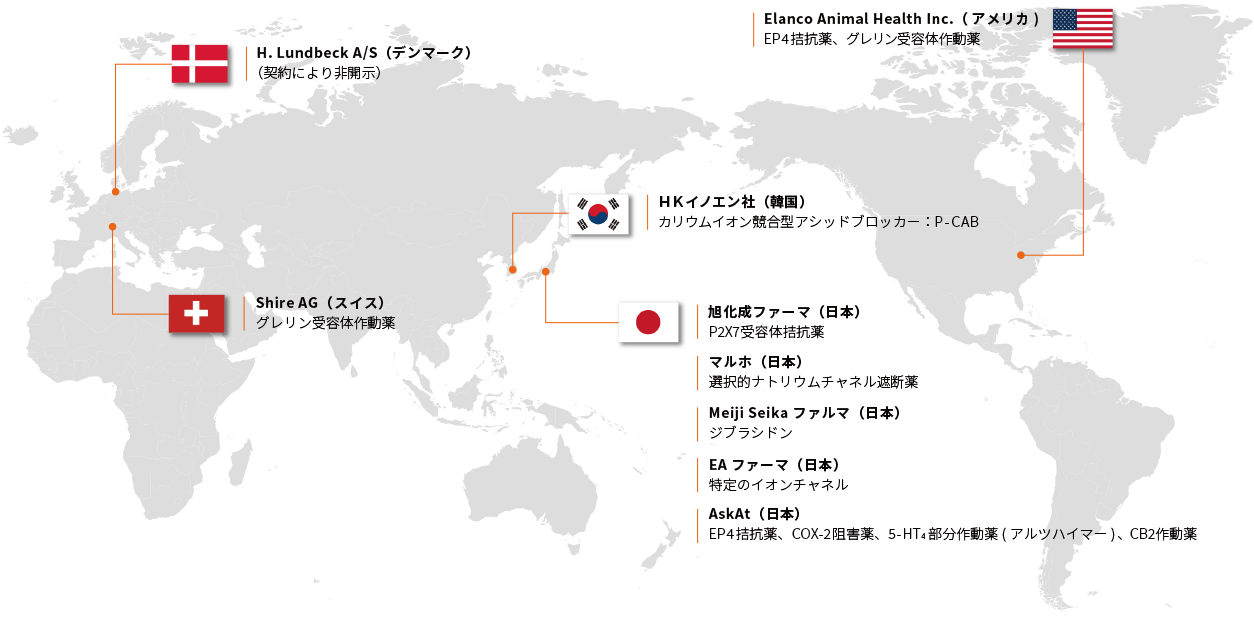 Elanco Animal Health Inc.（アメリカ）
EP4拮抗薬、グレリン受容体作動薬
H. Lundbeck A/S（デンマーク）
（契約により非開示）
ＨＫイノエン社（韓国）
カリウムイオン競合型アシッドブロッカー：P-CAB
Shire AG（スイス）
グレリン受容体作動薬
旭化成ファーマ（日本）
P2X7受容体拮抗薬
マルホ（日本）
選択的ナトリウムチャネル遮断薬
Meiji Seika ファルマ（日本）
ジプラシドン
EA ファーマ（日本）
特定のイオンチャネル
AskAt（日本）
EP4拮抗薬、COX-2阻害薬、5-HT₄部分作動薬 ( アルツハイマー )、CB2作動薬